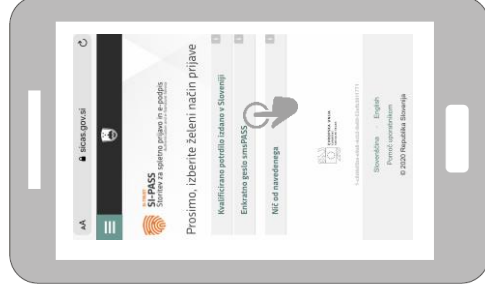 AA sicas.gov.si
SI-PASS
Storitev za spletno prijavo in e-podpis
Prosimo, izberite želeni način prijave
Kvalificirano potrdilo izdano v Sloveniji
Enkratno geslo smsPASS
Nič od navedenega
Slovenščina - English
Pomoč uporabnikom
© 2020 Republika Slovenija